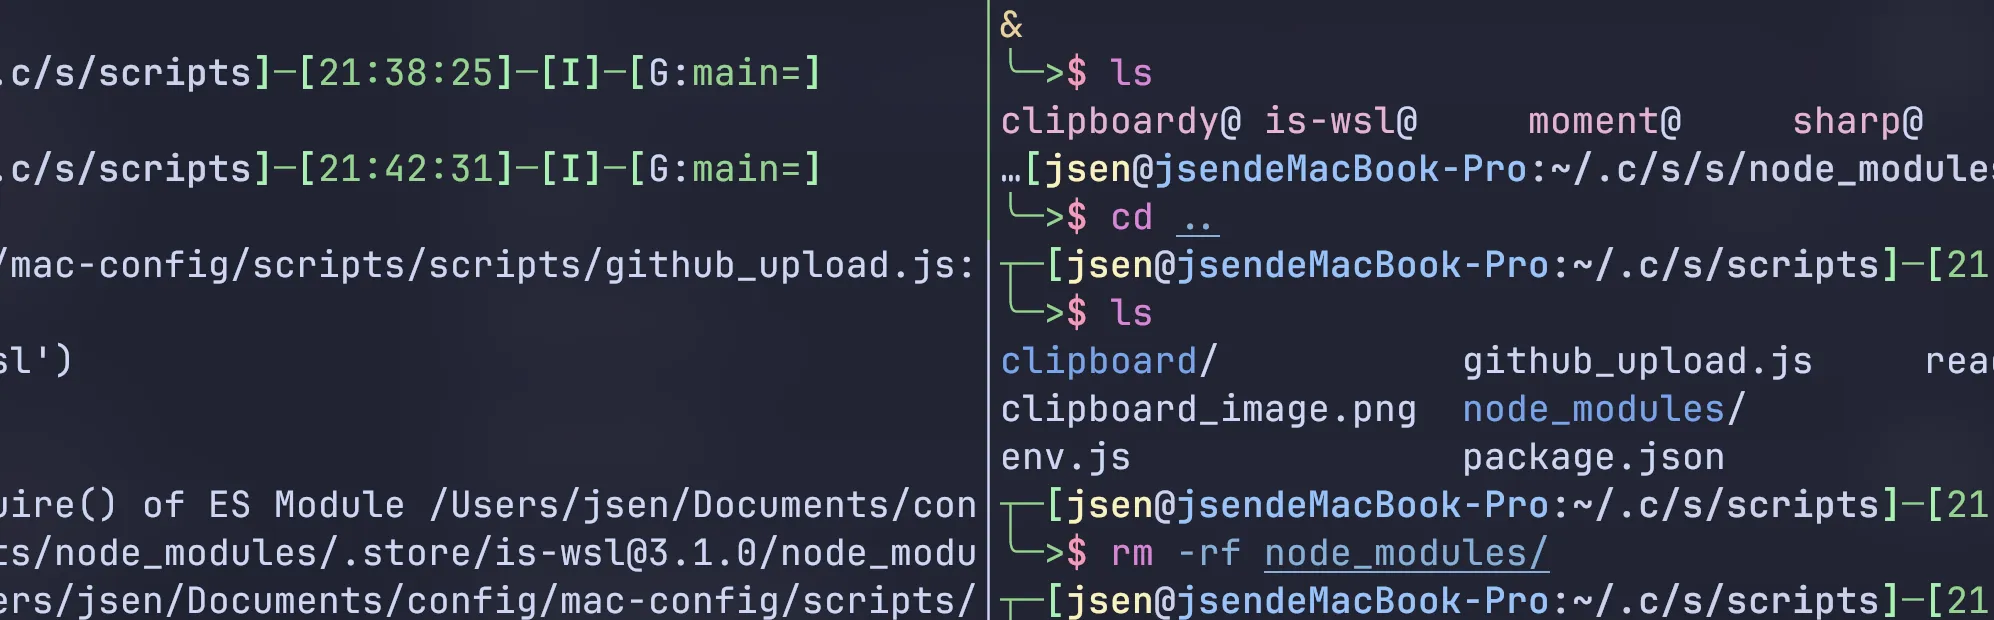 .c/s/scripts]─[21:38:25]─[I]─[G:main=]
.c/s/scripts]─[21:42:31]─[I]─[G:main=]
/mac-config/scripts/scripts/github_upload.js:
sl')
uire() of ES Module /Users/jsen/Documents/con
ts/node_modules/.store/is-wsl@3.1.0/node_modu
ers/jsen/Documents/config/mac-config/scripts/
&
╰─>$ ls
clipboardy@ is-wsl@ moment@ sharp@
…[jsen@jsendeMacBook-Pro:~/.c/s/s/node_modules
╰─>$ cd ..
┬─[jsen@jsendeMacBook-Pro:~/.c/s/scripts]─[21
╰─>$ ls
clipboard/ github_upload.js rea
clipboard_image.png node_modules/
env.js package.json
┬─[jsen@jsendeMacBook-Pro:~/.c/s/scripts]─[21
╰─>$ rm -rf node_modules/
┬─[jsen@jsendeMacBook-Pro:~/.c/s/scripts]─[21